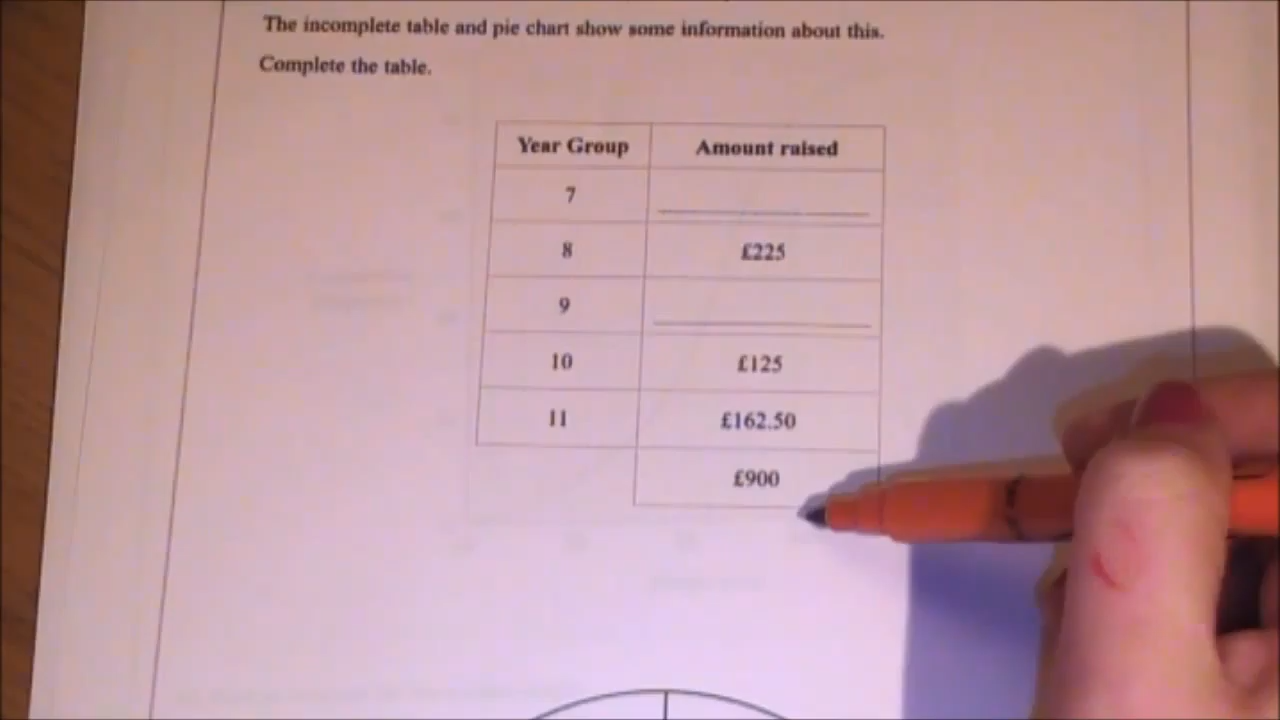 The incomplete table and pie chart show some information about this.
Complete the table.
Year Group Amount raised
7
8 £225
9
10 £125
11 £162.50
£900